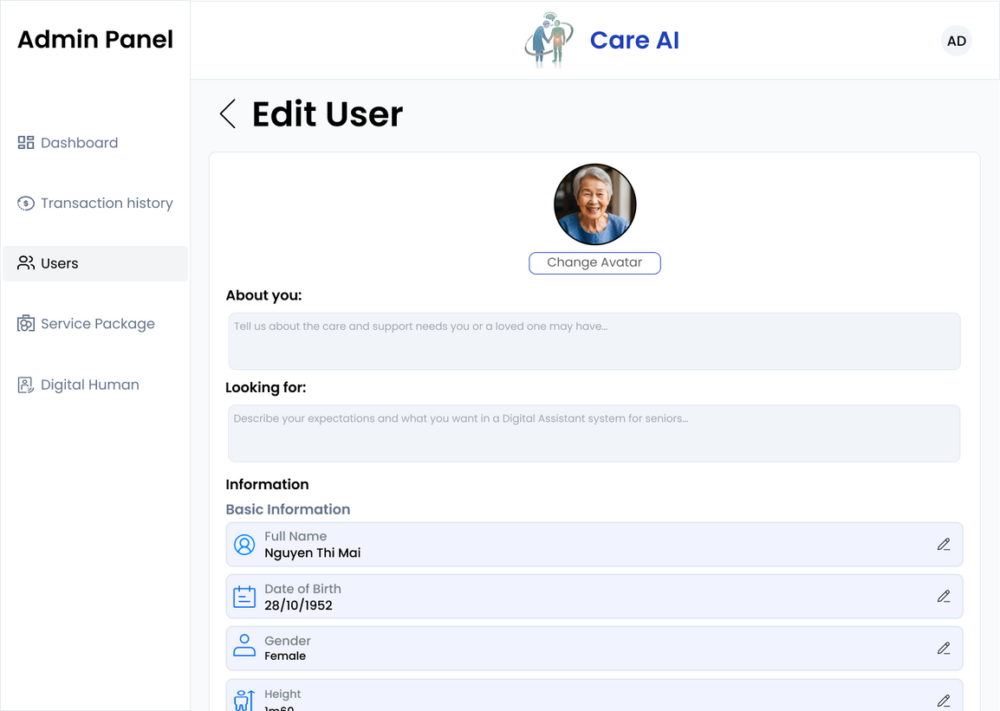 Admin Panel
Care AI
AD
Dashboard
Transaction history
Users
Service Package
Digital Human
Edit User
Change Avatar
About you:
Tell us about the care and support needs you or a loved one may have...
Looking for:
Describe your expectations and what you want in a Digital Assistant system for seniors...
Information
Basic Information
Full Name
Nguyen Thi Mai
Date of Birth
28/10/1952
Gender
Female
Height
1m60